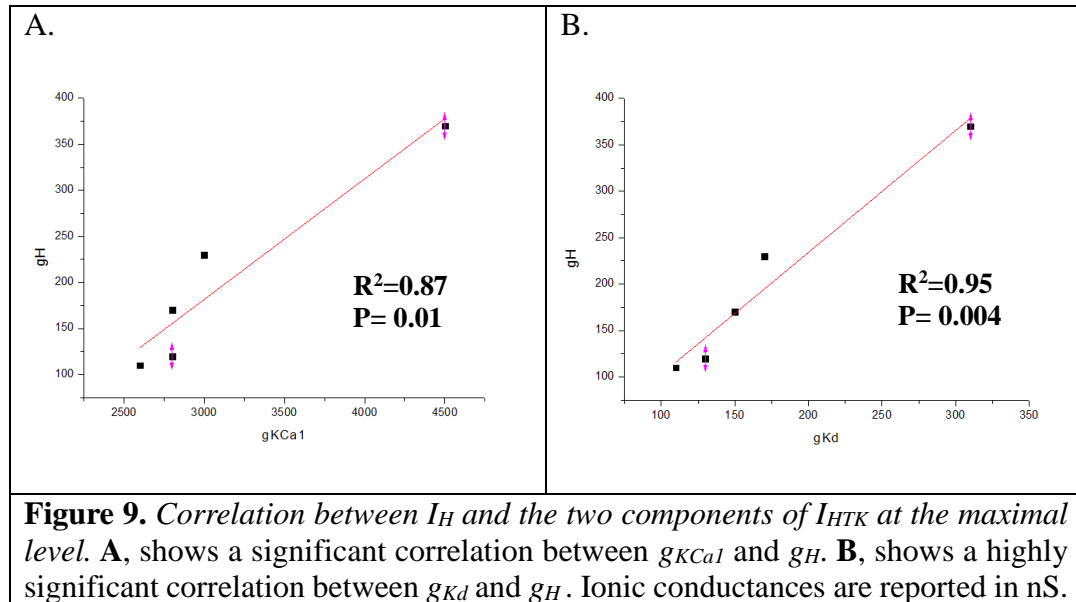 A.
400
350
300
250
200
150
100
gH
2500
3000
3500
4000
4500
gKCa1
R²=0.87
P= 0.01
B.
400
350
300
250
200
150
100
gH
100
150
200
250
300
350
gKd
R²=0.95
P= 0.004
Figure 9. Correlation between IH and the two components of IHTK at the maximal
level. A, shows a significant correlation between gKCa1 and gH. B, shows a highly
significant correlation between gKd and gH . Ionic conductances are reported in nS.